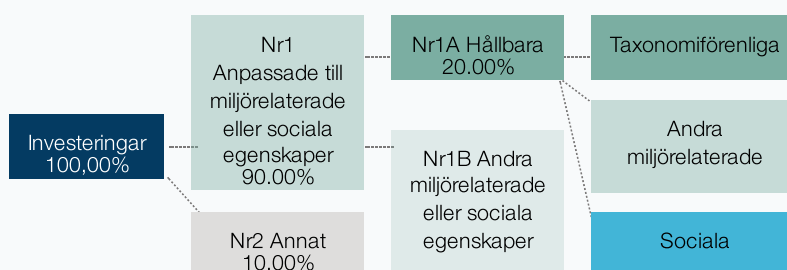 Investeringar
100,00%
Nr1
Anpassade till
miljörelaterade
eller sociala
egenskaper
90.00%
Nr2 Annat
10.00%
Nr1A Hållbara
20.00%
Nr1B Andra
miljörelaterade
eller sociala
egenskaper
Taxonomiförenliga
Andra
miljörelaterade
Sociala